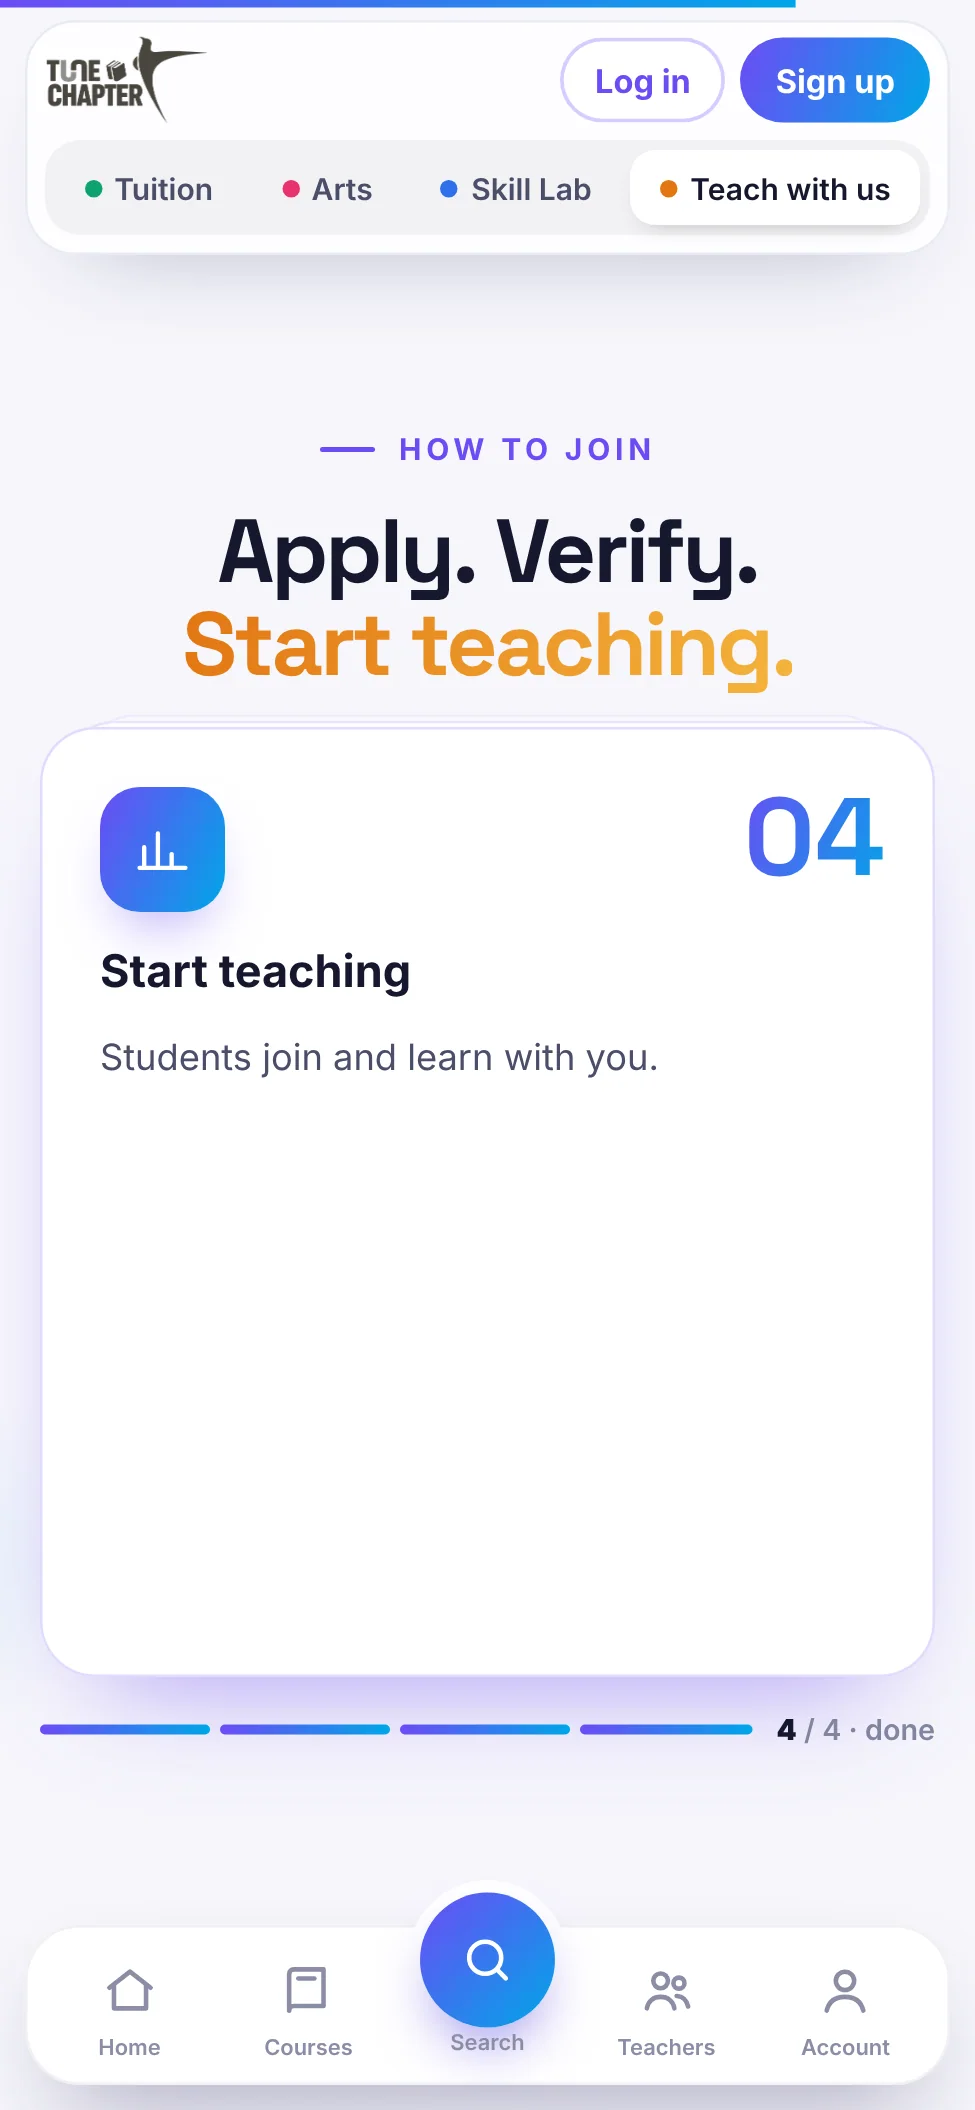 TUNE
CHAPTER
Log in
Sign up
Tuition
Arts
Skill Lab
Teach with us
HOW TO JOIN
Apply. Verify.
Start teaching.
04
Start teaching
Students join and learn with you.
4 / 4 · done
Home
Courses
Search
Teachers
Account